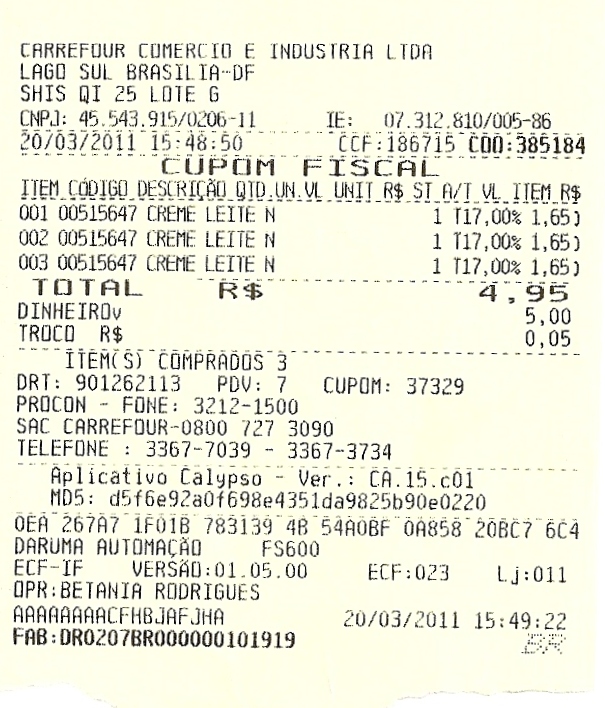 CARREFOUR COMERCIO E INDUSTRIA LTDA
LAGO SUL BRASILIA-DF
SHIS QI 25 LOTE G
CNPJ: 45.543.915/0206-11 IE: 07.312.810/005-86
20/03/2011 15:48:50 CCF:186715 COO:385184
CUPOM FISCAL
ITEM CÓDIGO DESCRIÇÃO QTD.UN.VL UNIT R$ ST A/T VL ITEM R$
001 00515647 CREME LEITE N 1 T17,00% 1,65)
002 00515647 CREME LEITE N 1 T17,00% 1,65)
003 00515647 CREME LEITE N 1 T17,00% 1,65)
TOTAL R$ 4,95
DINHEIROv 5,00
TROCO R$ 0,05
ITEM(S) COMPRADOS 3
DRT: 901262113 PDV: 7 CUPOM: 37329
PROCON - FONE: 3212-1500
SAC CARREFOUR-0800 727 3090
TELEFONE : 3367-7039 - 3367-3734
Aplicativo Calypso - Ver.: CA.15.c01
MD5: d5f6e92a0f698e4351da9825b90e0220
OEA 267A7 1F01B 783139 4B 54A0BF 0A858 20BC7 6C4
DARUMA AUTOMAÇÃO FS600
ECF-IF VERSÃO:01.05.00 ECF:023 Lj:011
OPR:BETANIA RODRIGUES
AAAAAAAACFHBJAFJHA 20/03/2011 15:49:22
FAB:DR0207BR000000101919 BR